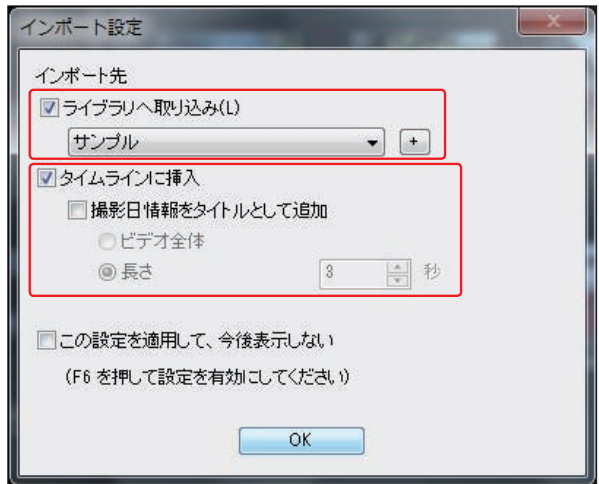 インポート設定
インポート先
ライブラリへ取り込み(L)
サンプル
+
タイムラインに挿入
撮影日情報をタイトルとして追加
ビデオ全体
長さ 3 秒
この設定を適用して、今後表示しない
(F6 を押して設定を有効にしてください)
OK